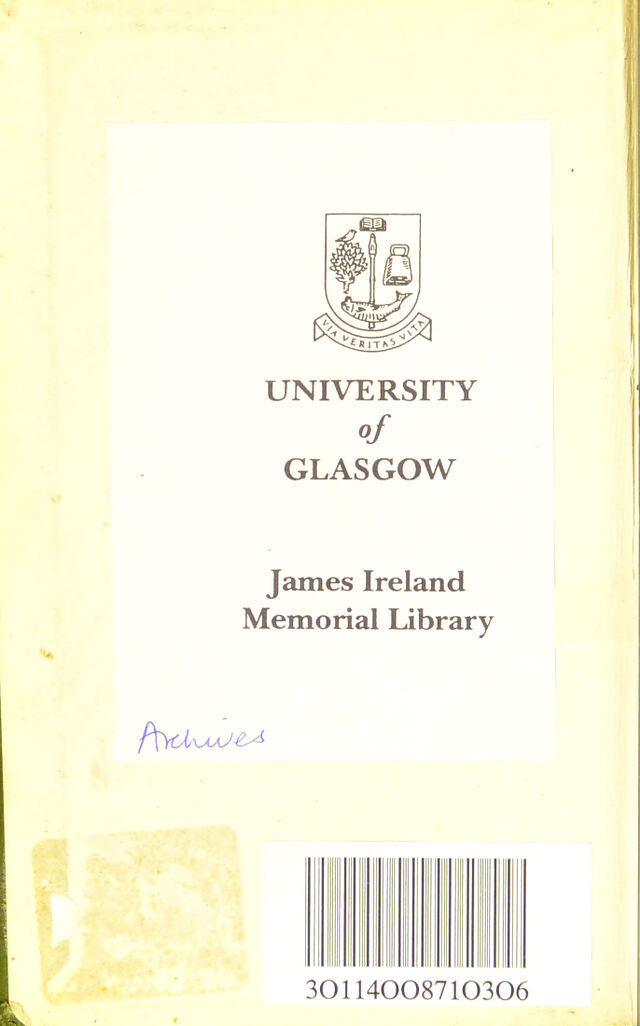 VIA VERITAS VITA
UNIVERSITY
of
GLASGOW
James Ireland
Memorial Library
Archives
30114008710306